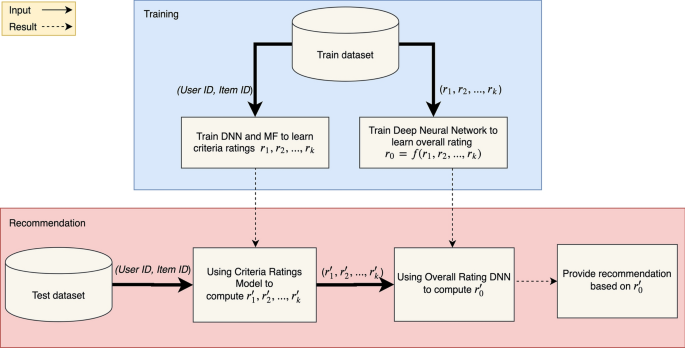 Input
Result
Training
Train dataset
(User ID, Item ID)
(r₁, r₂, ..., rₖ)
Train DNN and MF to learn
criteria ratings r₁, r₂, ..., rₖ
Train Deep Neural Network to
learn overall rating
r₀ = f(r₁, r₂, ..., rₖ)
Recommendation
Test dataset
(User ID, Item ID)
Using Criteria Ratings
Model to
compute r′₁, r′₂, ..., r′ₖ
(r′₁, r′₂, ..., r′ₖ)
Using Overall Rating DNN
to compute r′₀
Provide recommendation
based on r′₀